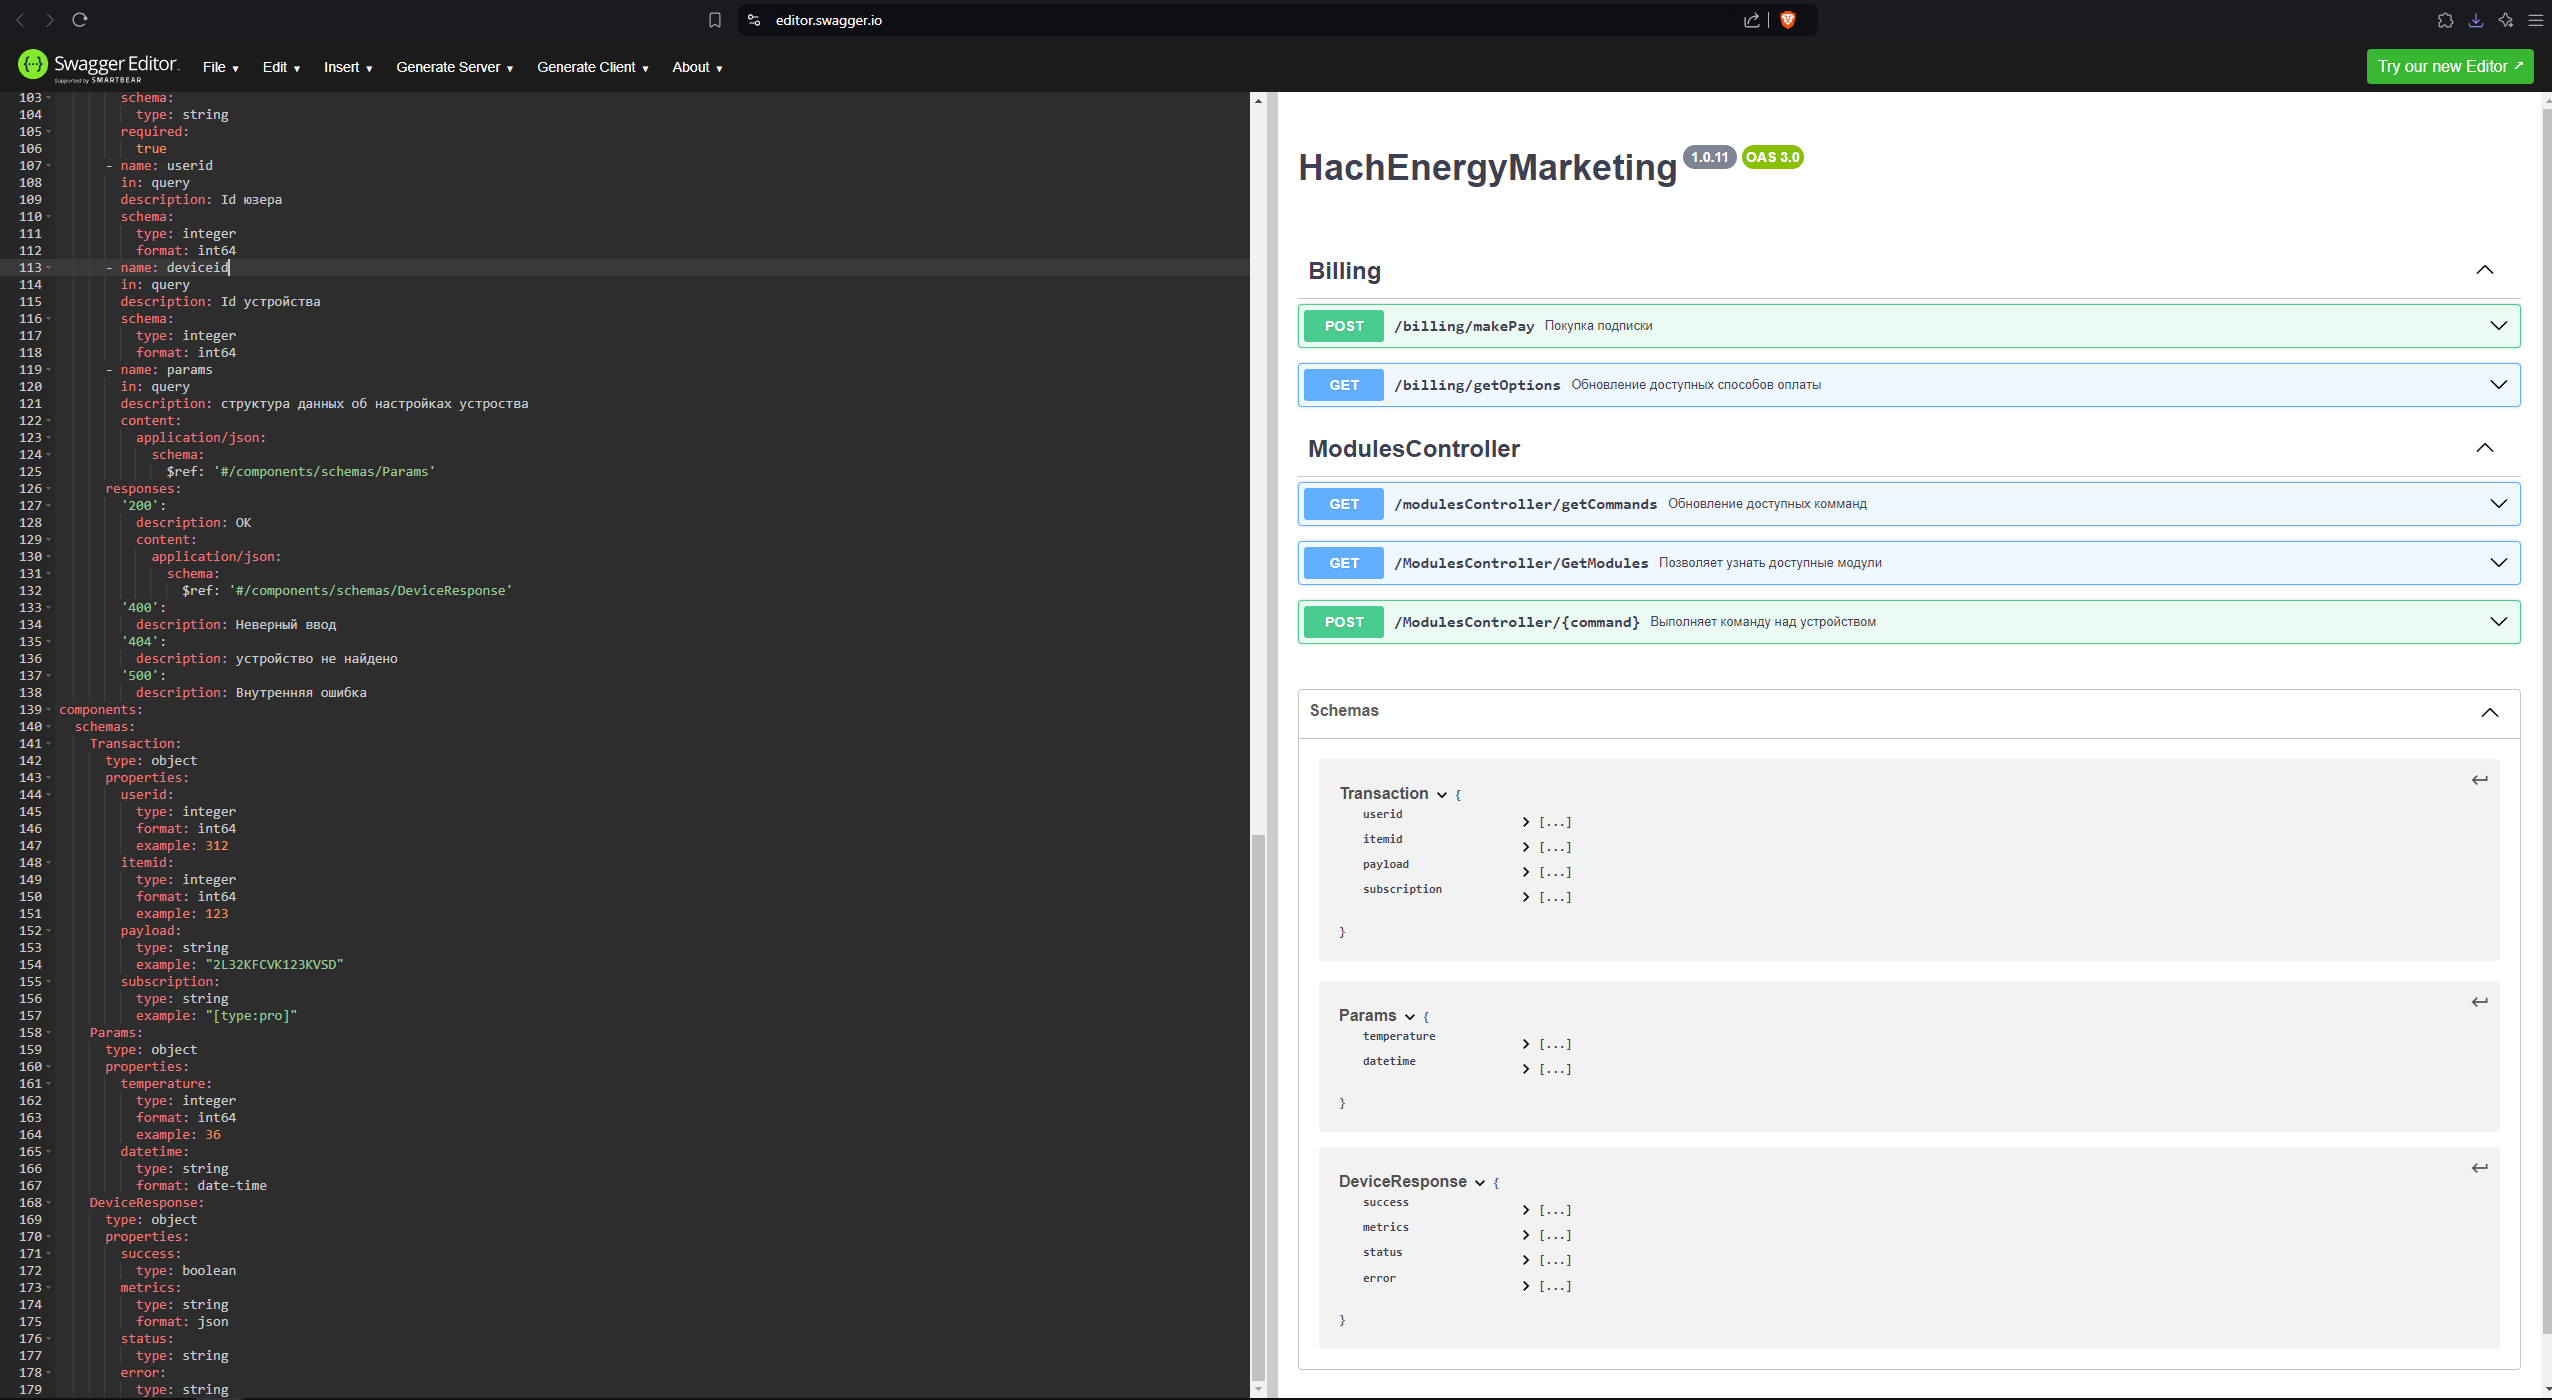 editor.swagger.io
Swagger Editor.
Supported by SMARTBEAR
File Edit Insert Generate Server Generate Client About
Try our new Editor
103 schema:
104 type: string
105 required:
106 true
107 - name: userid
108 in: query
109 description: Id юзера
110 schema:
111 type: integer
112 format: int64
113 - name: deviceid
114 in: query
115 description: Id устройства
116 schema:
117 type: integer
118 format: int64
119 - name: params
120 in: query
121 description: структура данных об настройках устроства
122 content:
123 application/json:
124 schema:
125 $ref: '#/components/schemas/Params'
126 responses:
127 '200':
128 description: OK
129 content:
130 application/json:
131 schema:
132 $ref: '#/components/schemas/DeviceResponse'
133 '400':
134 description: Неверный ввод
135 '404':
136 description: устройство не найдено
137 '500':
138 description: Внутренняя ошибка
139 components:
140 schemas:
141 Transaction:
142 type: object
143 properties:
144 userid:
145 type: integer
146 format: int64
147 example: 312
148 itemid:
149 type: integer
150 format: int64
151 example: 123
152 payload:
153 type: string
154 example: "2L32KFCVK123KVSD"
155 subscription:
156 type: string
157 example: "[type:pro]"
158 Params:
159 type: object
160 properties:
161 temperature:
162 type: integer
163 format: int64
164 example: 36
165 datetime:
166 type: string
167 format: date-time
168 DeviceResponse:
169 type: object
170 properties:
171 success:
172 type: boolean
173 metrics:
174 type: string
175 format: json
176 status:
177 type: string
178 error:
179 type: string
HachEnergyMarketing 1.0.11 OAS 3.0
Billing
POST /billing/makePay Покупка подписки
GET /billing/getOptions Обновление доступных способов оплаты
ModulesController
GET /modulesController/getCommands Обновление доступных комманд
GET /ModulesController/GetModules Позволяет узнать доступные модули
POST /ModulesController/{command} Выполняет команду над устройством
Schemas
Transaction {
userid [...]
itemid [...]
payload [...]
subscription [...]
}
Params {
temperature [...]
datetime [...]
}
DeviceResponse {
success [...]
metrics [...]
status [...]
error [...]
}